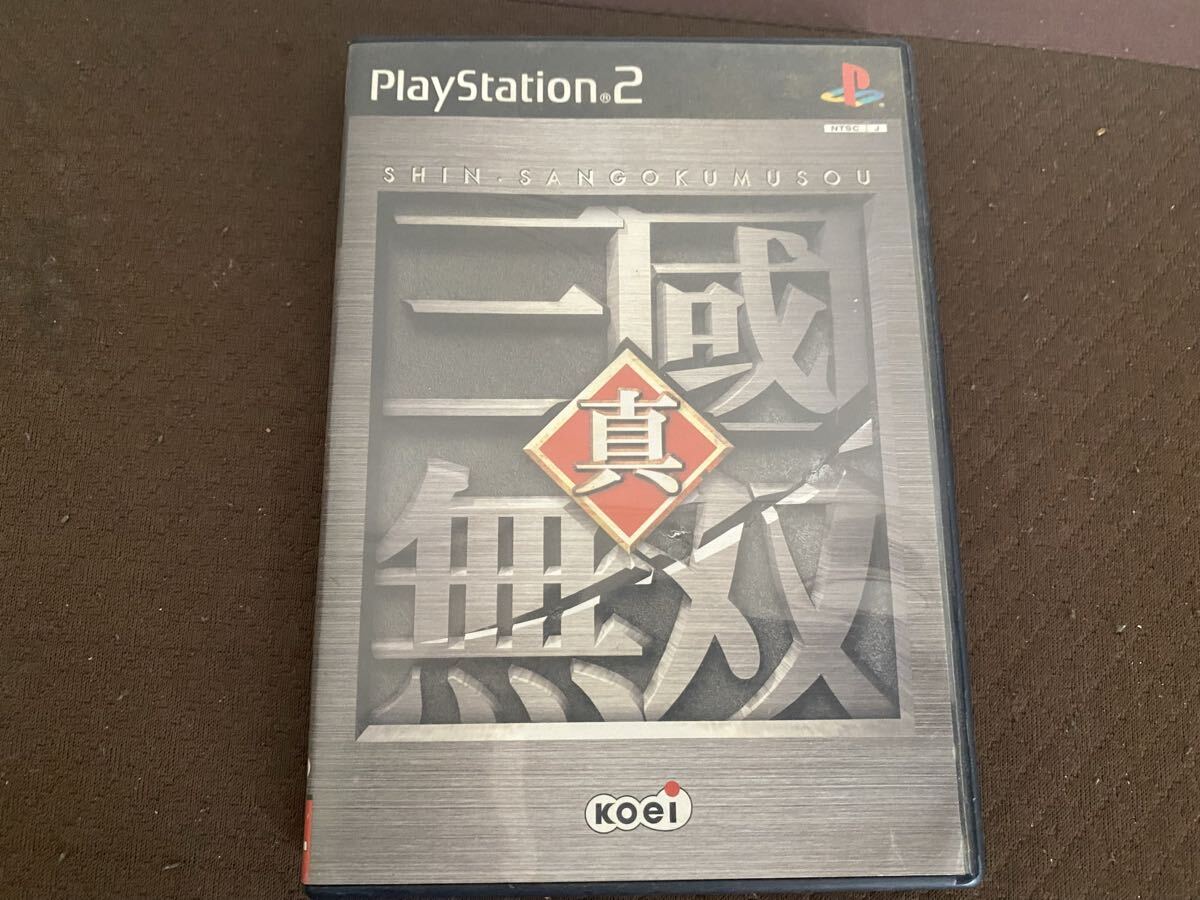 PlayStation®2
NTSC J
SHIN・SANGOKUMUSOU
三國
真
無双
KOEI